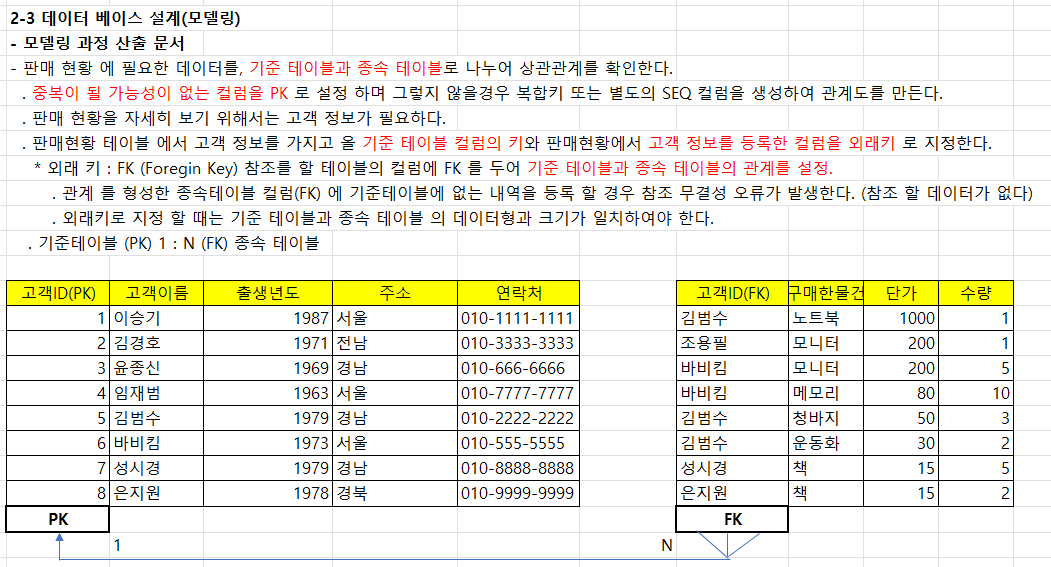 2-3 데이터 베이스 설계(모델링)
- 모델링 과정 산출 문서
- 판매 현황 에 필요한 데이터를, 기준 테이블과 종속 테이블로 나누어 상관관계를 확인한다.
. 중복이 될 가능성이 없는 컬럼을 PK 로 설정 하며 그렇지 않을경우 복합키 또는 별도의 SEQ 컬럼을 생성하여 관계도를 만든다.
. 판매 현황을 자세히 보기 위해서는 고객 정보가 필요하다.
. 판매현황 테이블 에서 고객 정보를 가지고 올 기준 테이블 컬럼의 키와 판매현황에서 고객 정보를 등록한 컬럼을 외래키 로 지정한다.
* 외래 키 : FK (Foregin Key) 참조를 할 테이블의 컬럼에 FK 를 두어 기준 테이블과 종속 테이블의 관계를 설정.
. 관계 를 형성한 종속테이블 컬럼(FK) 에 기준테이블에 없는 내역을 등록 할 경우 참조 무결성 오류가 발생한다. (참조 할 데이터가 없다)
. 외래키로 지정 할 때는 기준 테이블과 종속 테이블 의 데이터형과 크기가 일치하여야 한다.
. 기준테이블 (PK) 1 : N (FK) 종속 테이블
고객ID(PK) 고객이름 출생년도 주소 연락처 고객ID(FK) 구매한물건 단가 수량
1 이승기 1987 서울 010-1111-1111 김범수 노트북 1000 1
2 김경호 1971 전남 010-3333-3333 조용필 모니터 200 1
3 윤종신 1969 경남 010-666-6666 바비킴 모니터 200 5
4 임재범 1963 서울 010-7777-7777 바비킴 메모리 80 10
5 김범수 1979 경남 010-2222-2222 김범수 청바지 50 3
6 바비킴 1973 서울 010-555-5555 김범수 운동화 30 2
7 성시경 1979 경남 010-8888-8888 성시경 책 15 5
8 은지원 1978 경북 010-9999-9999 은지원 책 15 2
PK FK
1 N